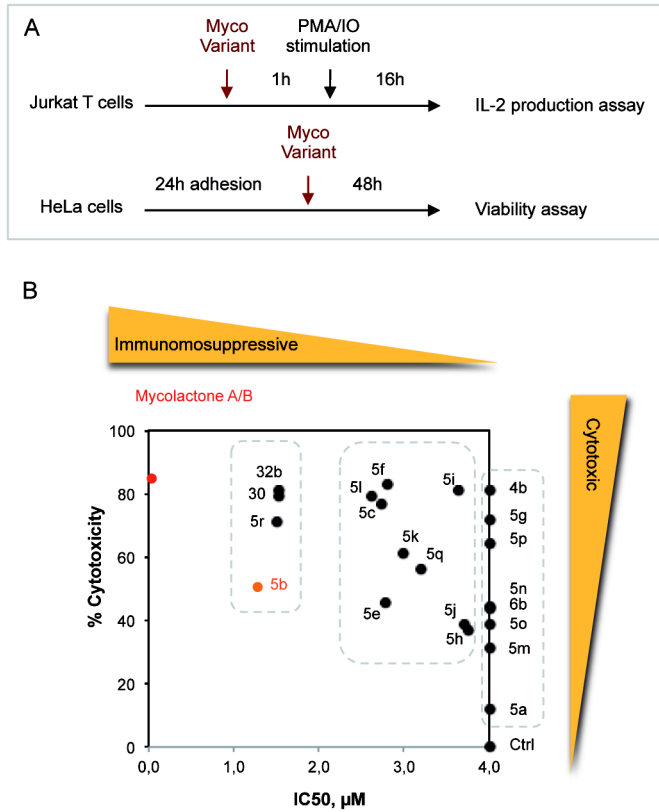 A
Myco
Variant
PMA/IO
stimulation
1h
16h
Jurkat T cells
IL-2 production assay
Myco
Variant
24h adhesion
48h
HeLa cells
Viability assay
B
Immunomosuppressive
Mycolactone A/B
Cytotoxic
% Cytotoxicity
100
80
60
40
20
0
32b
30
5r
5b
5f
5l
5c
5i
5k
5q
5e
5j
5h
4b
5g
5p
5n
6b
5o
5m
5a
Ctrl
0,0
1,0
2,0
3,0
4,0
IC50, µM